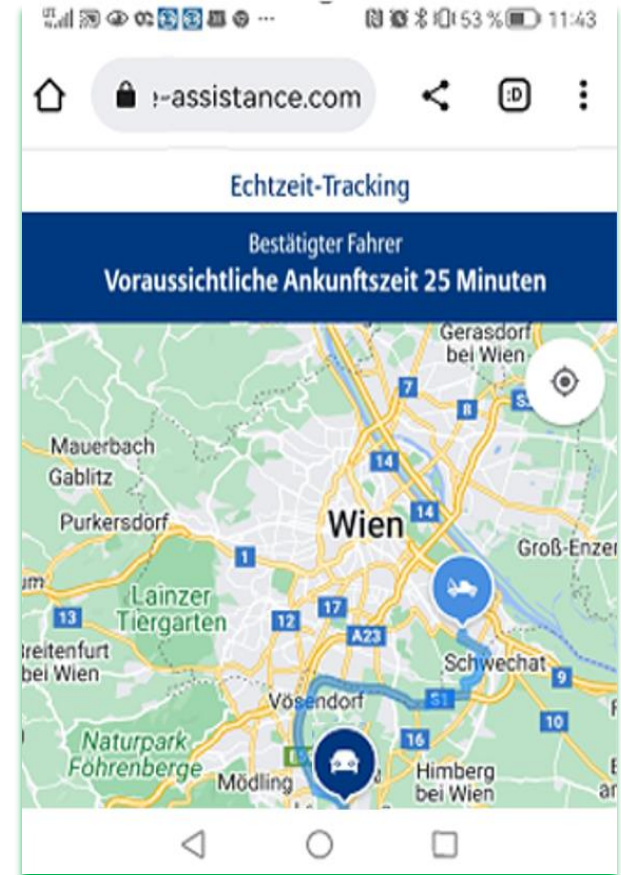 53 % 11:43
-assistance.com
:D
Echtzeit-Tracking
Bestätigter Fahrer
Voraussichtliche Ankunftszeit 25 Minuten
Gerasdorf
bei Wien
7
8
Mauerbach
Gablitz
14
Purkersdorf
Wien
14
1
Groß-Enzer
Lainzer
Tiergarten
13
12
17
A23
reitenfurt
bei Wien
Schwechat
9
Vösendorf
S1
10
16
Naturpark
Föhrenberge
Mödling
Himberg
bei Wien